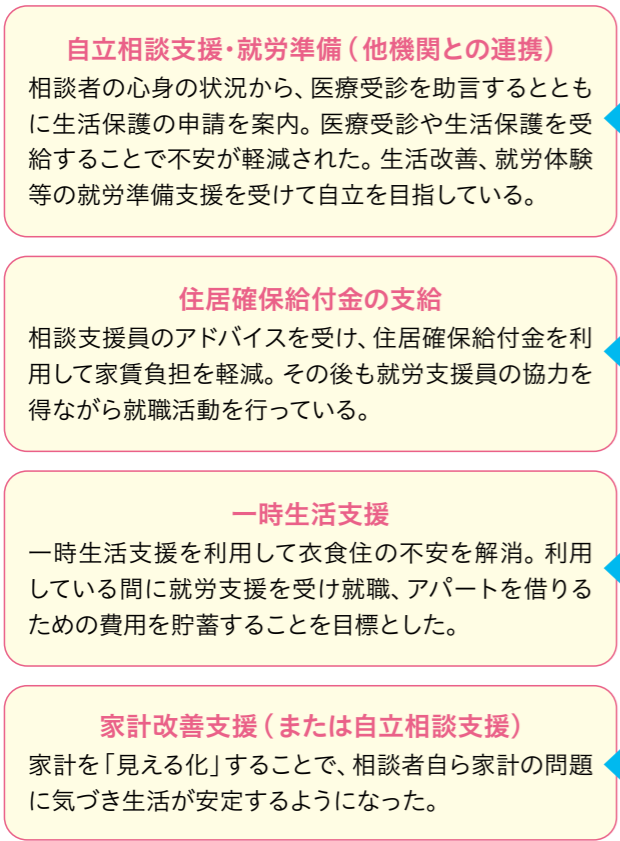 自立相談支援・就労準備（他機関との連携）
相談者の心身の状況から、医療受診を助言するととも
に生活保護の申請を案内。医療受診や生活保護を受
給することで不安が軽減された。生活改善、就労体験
等の就労準備支援を受けて自立を目指している。
住居確保給付金の支給
相談支援員のアドバイスを受け、住居確保給付金を利
用して家賃負担を軽減。その後も就労支援員の協力を
得ながら就職活動を行っている。
一時生活支援
一時生活支援を利用して衣食住の不安を解消。利用
している間に就労支援を受け就職、アパートを借りる
ための費用を貯蓄することを目標とした。
家計改善支援（または自立相談支援）
家計を「見える化」することで、相談者自ら家計の問題
に気づき生活が安定するようになった。